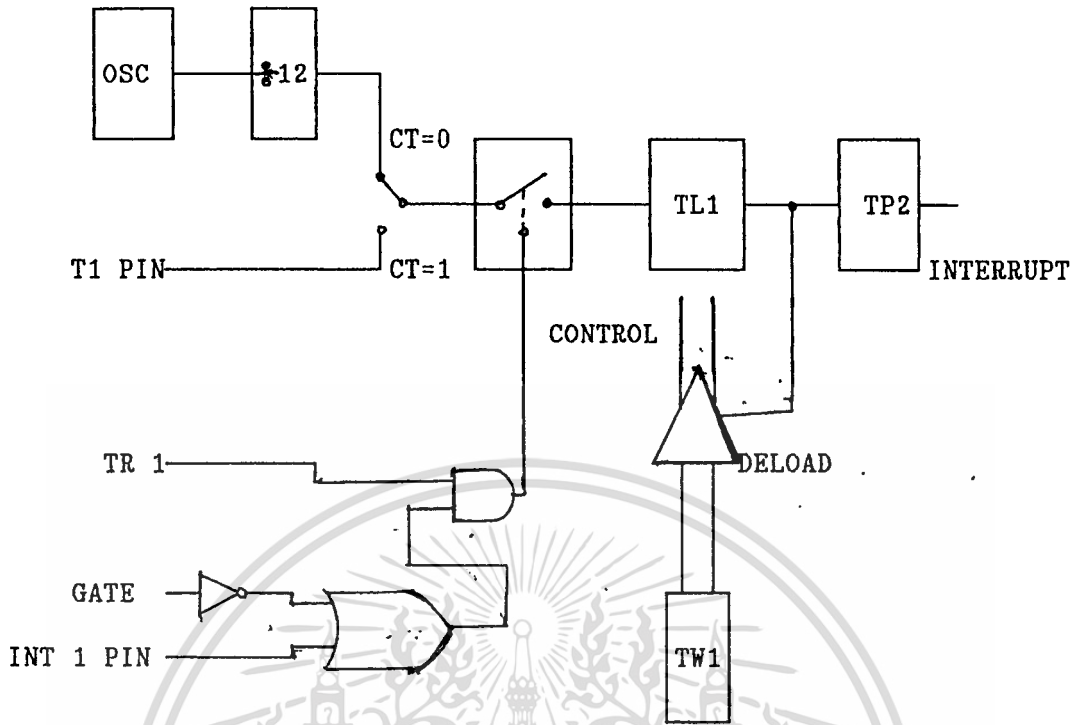 OSC
÷12
CT=0
T1 PIN
CT=1
TL1
TP2
INTERRUPT
CONTROL
TR 1
DELOAD
GATE
INT 1 PIN
TW1